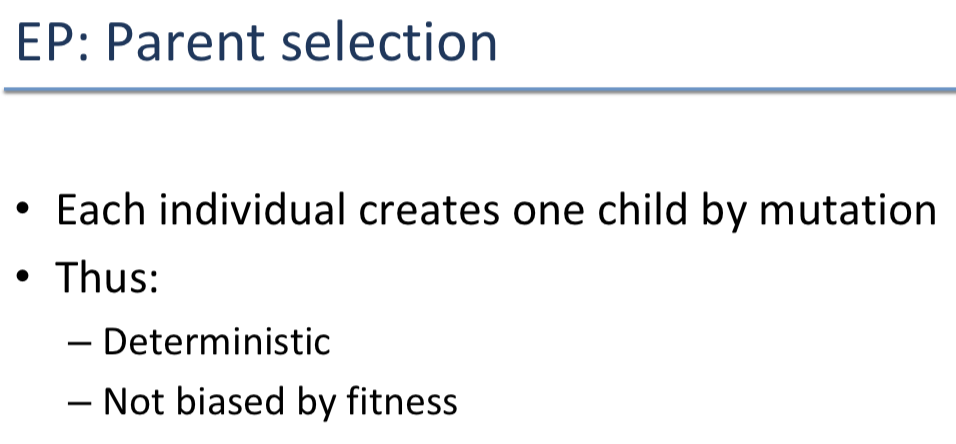 EP: Parent selection
• Each individual creates one child by mutation
• Thus:
– Deterministic
– Not biased by fitness